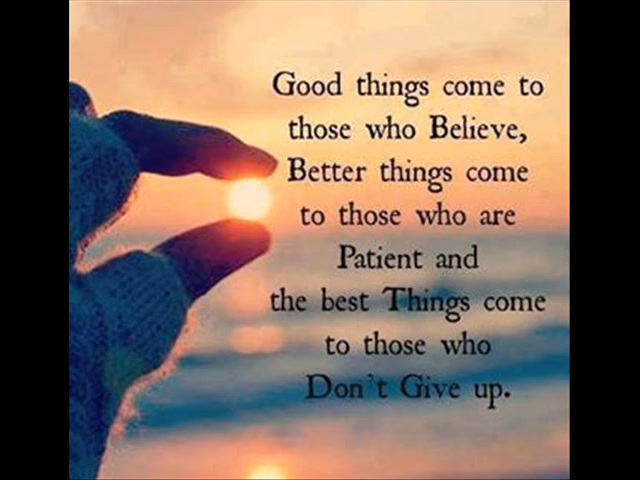 Good things come to
those who Believe,
Better things come
to those who are
Patient and
the best Things come
to those who
Don't Give up.